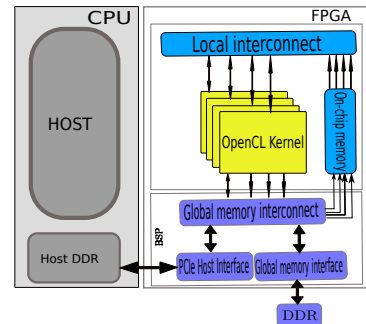 CPU
FPGA
Local interconnect
HOST
OpenCL Kernel
On-chip memory
Global memory interconnect
BSP
Host DDR
PCIe Host Interface
Global memory interface
DDR